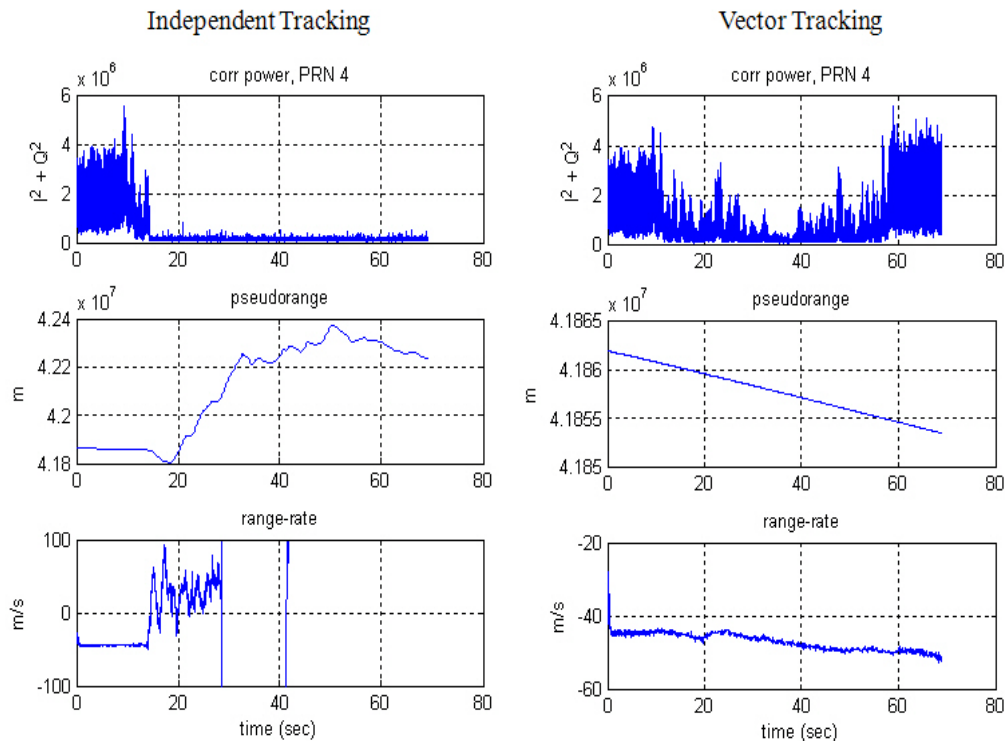 Independent Tracking
corr power, PRN 4
x 10^6
6
4
2
0
I^2 + Q^2
0 20 40 60 80
pseudorange
x 10^7
4.24
4.22
4.2
4.18
m
0 20 40 60 80
range-rate
100
0
-100
m/s
0 20 40 60 80
time (sec)
Vector Tracking
corr power, PRN 4
x 10^6
6
4
2
0
I^2 + Q^2
0 20 40 60 80
pseudorange
x 10^7
4.1865
4.186
4.1855
4.185
m
0 20 40 60 80
range-rate
-20
-40
-60
m/s
0 20 40 60 80
time (sec)